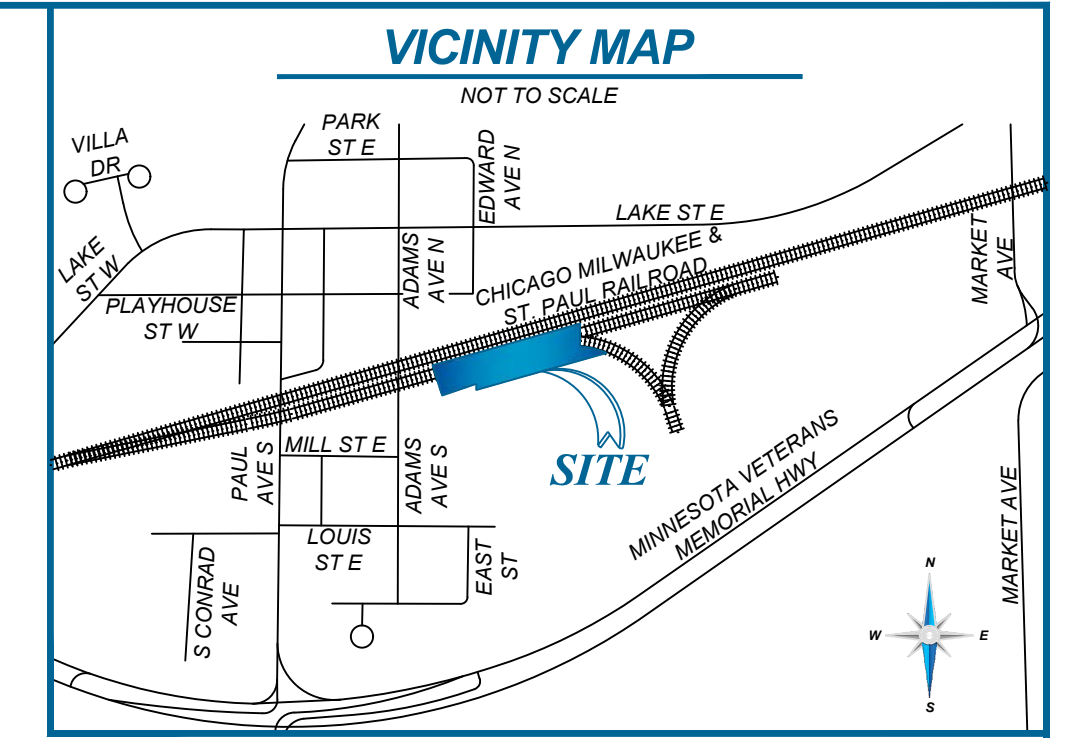 VICINITY MAP
NOT TO SCALE
PARK
ST E
VILLA
DR
EDWARD
AVE N
LAKE ST E
LAKE
ST W
ADAMS
AVE N
CHICAGO MILWAUKEE &
ST. PAUL RAILROAD
MARKET
AVE
PLAYHOUSE
ST W
MILL ST E
PAUL
AVE S
ADAMS
AVE S
SITE
MINNESOTA VETERANS
MEMORIAL HWY
LOUIS
ST E
EAST
ST
S CONRAD
AVE
MARKET AVE
N
W
E
S